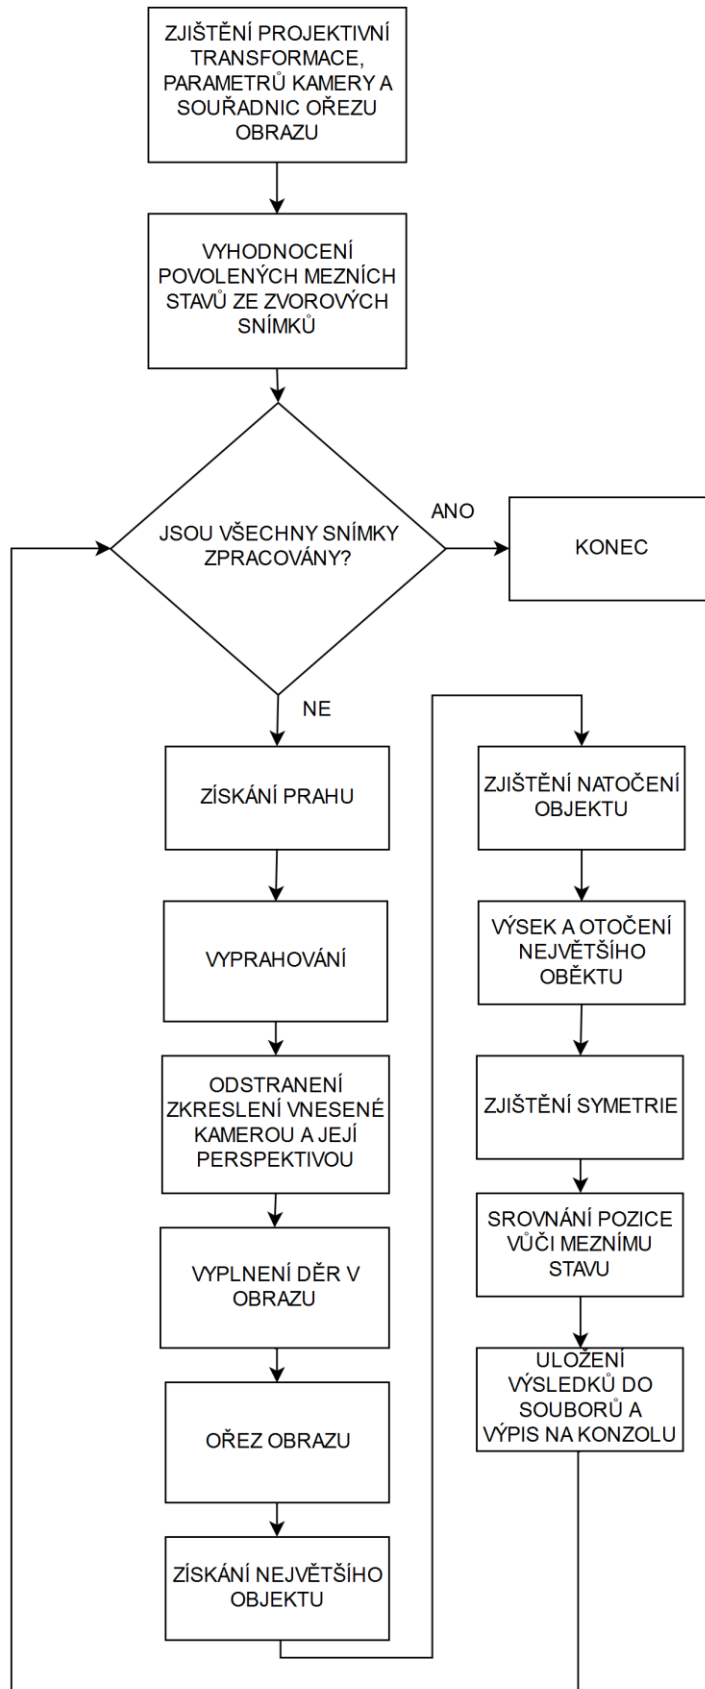 ZJIŠTĚNÍ PROJEKTIVNÍ
TRANSFORMACE,
PARAMETRŮ KAMERY A
SOUŘADNIC OŘEZU
OBRAZU
VYHODNOCENÍ
POVOLENÝCH MEZNÍCH
STAVŮ ZE ZVOROVÝCH
SNÍMKŮ
JSOU VŠECHNY SNÍMKY
ZPRACOVÁNY?
ANO
KONEC
NE
ZÍSKÁNÍ PRAHU
VYPRAHOVÁNÍ
ODSTRANENÍ
ZKRESLENÍ VNESENÉ
KAMEROU A JEJÍ
PERSPEKTIVOU
VYPLNENÍ DĚR V
OBRAZU
OŘEZ OBRAZU
ZÍSKÁNÍ NEJVĚTŠÍHO
OBJEKTU
ZJIŠTĚNÍ NATOČENÍ
OBJEKTU
VÝSEK A OTOČENÍ
NEJVĚTŠÍHO
OBĚKTU
ZJIŠTĚNÍ SYMETRIE
SROVNÁNÍ POZICE
VŮČI MEZNÍMU
STAVU
ULOŽENÍ
VÝSLEDKŮ DO
SOUBORŮ A
VÝPIS NA KONZOLU